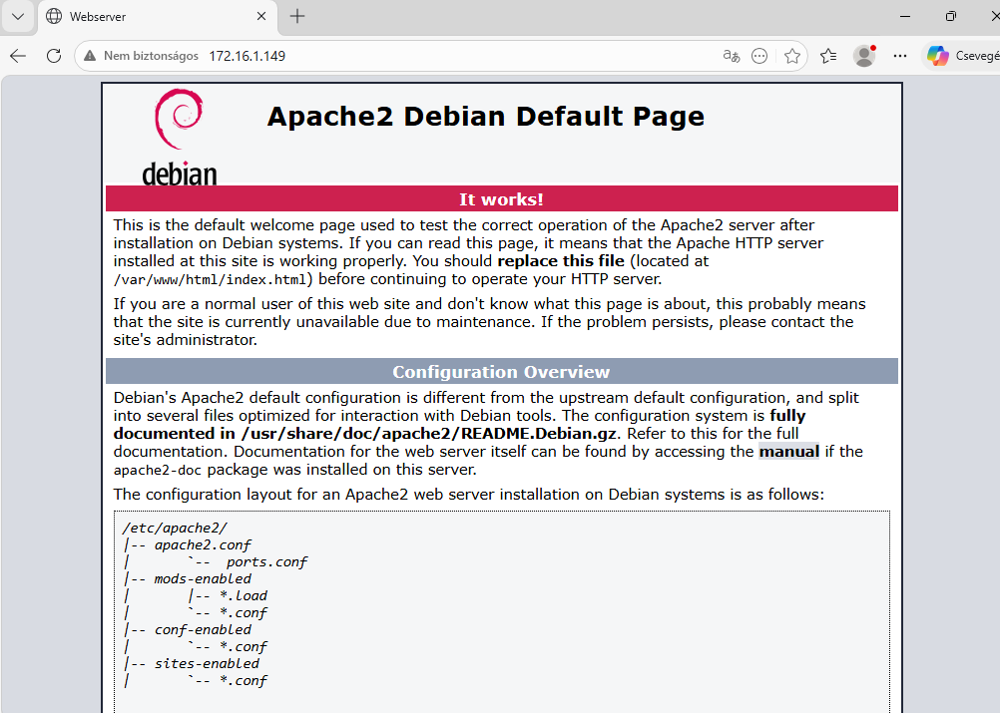 Webserver
Nem biztonságos 172.16.1.149
Csevegé
debian
Apache2 Debian Default Page
It works!
This is the default welcome page used to test the correct operation of the Apache2 server after
installation on Debian systems. If you can read this page, it means that the Apache HTTP server
installed at this site is working properly. You should replace this file (located at
/var/www/html/index.html) before continuing to operate your HTTP server.
If you are a normal user of this web site and don't know what this page is about, this probably means
that the site is currently unavailable due to maintenance. If the problem persists, please contact the
site's administrator.
Configuration Overview
Debian's Apache2 default configuration is different from the upstream default configuration, and split
into several files optimized for interaction with Debian tools. The configuration system is fully
documented in /usr/share/doc/apache2/README.Debian.gz. Refer to this for the full
documentation. Documentation for the web server itself can be found by accessing the manual if the
apache2-doc package was installed on this server.
The configuration layout for an Apache2 web server installation on Debian systems is as follows:
/etc/apache2/
|-- apache2.conf
|       `--  ports.conf
|-- mods-enabled
|       |-- *.load
|       `-- *.conf
|-- conf-enabled
|       `-- *.conf
|-- sites-enabled
|       `-- *.conf